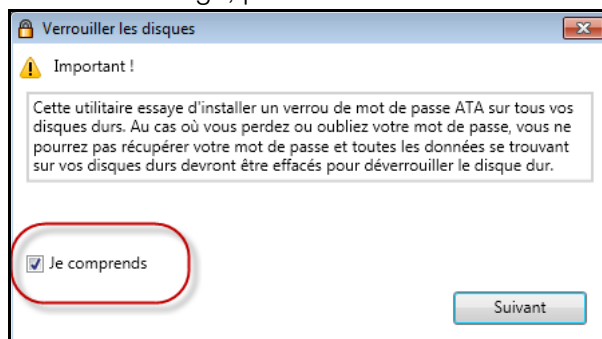 Verrouiller les disques
Important !
Cette utilitaire essaye d'installer un verrou de mot de passe ATA sur tous vos
disques durs. Au cas où vous perdez ou oubliez votre mot de passe, vous ne
pourrez pas récupérer votre mot de passe et toutes les données se trouvant
sur vos disques durs devront être effacés pour déverrouiller le disque dur.
Je comprends
Suivant